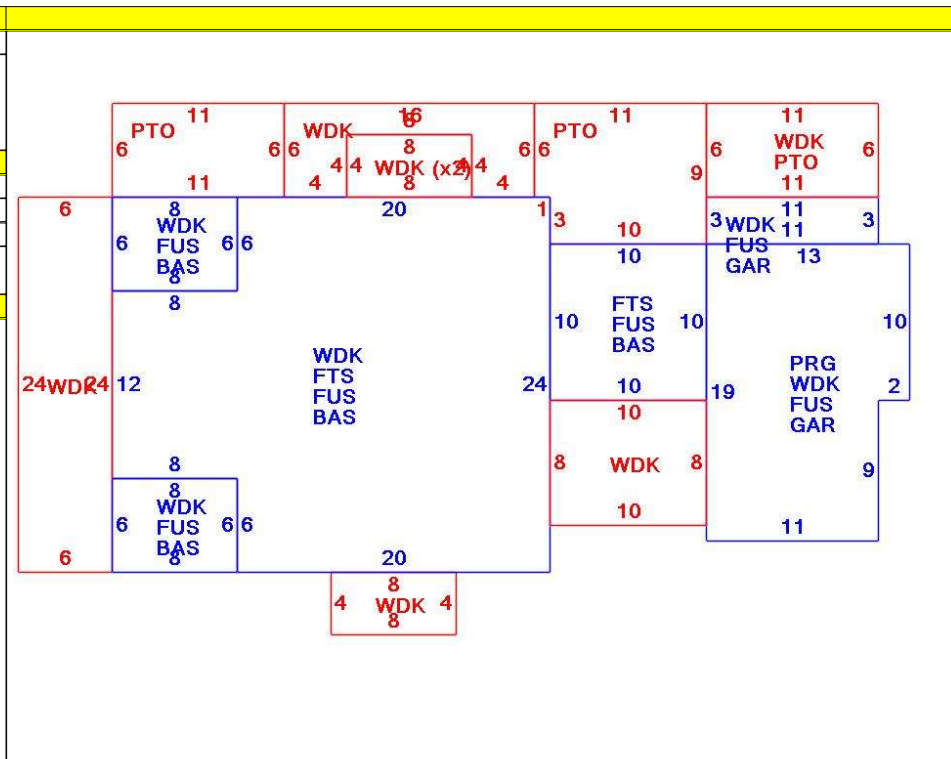 11 16 11 11
PTO WDK 8 PTO WDK
6 6 6 4 4 8 4 4 6 6 9 6 PTO 6
WDK (x2)
11 4 8 4 11
6 8 20 1 3 10 3 11 3
WDK WDK
6 FUS 6 6 10 FUS 11
BAS GAR 13
8
8
FTS
10 FUS 10 10
BAS
WDK PRG
24 WDK 24 12 FTS 24 10 19 WDK 2
FUS 10 FUS
BAS GAR
8 8 WDK 8 9
8 10
WDK
6 FUS 6 6 11
BAS
6 8 20
8
4 WDK 4
8